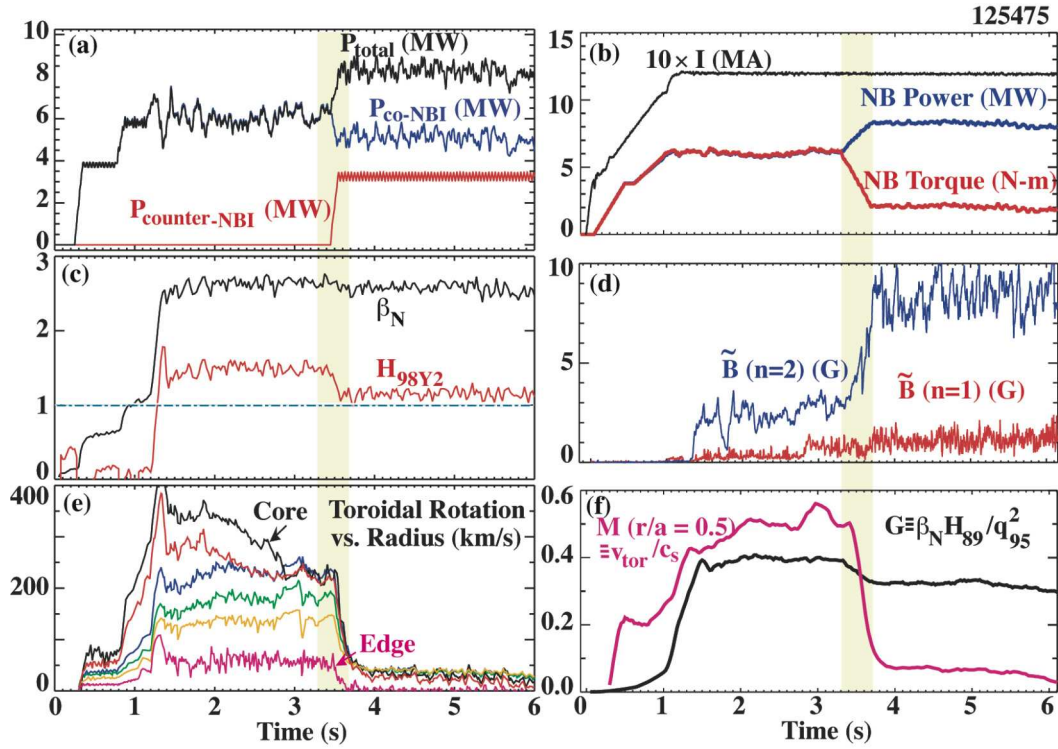 125475
(a)
P_total (MW)
P_co-NBI (MW)
P_counter-NBI (MW)
10
8
6
4
2
0
(b)
10 × I (MA)
NB Power (MW)
NB Torque (N-m)
15
10
5
0
(c)
β_N
H_98Y2
3
2
1
0
(d)
B̃ (n=2) (G)
B̃ (n=1) (G)
10
5
0
(e)
Core
Toroidal Rotation
vs. Radius (km/s)
Edge
400
200
0
0 1 2 3 4 5 6
Time (s)
(f)
M (r/a = 0.5)
≡v_tor/c_s
G≡β_N H_89/q²_95
0.6
0.4
0.2
0.0
0 1 2 3 4 5 6
Time (s)